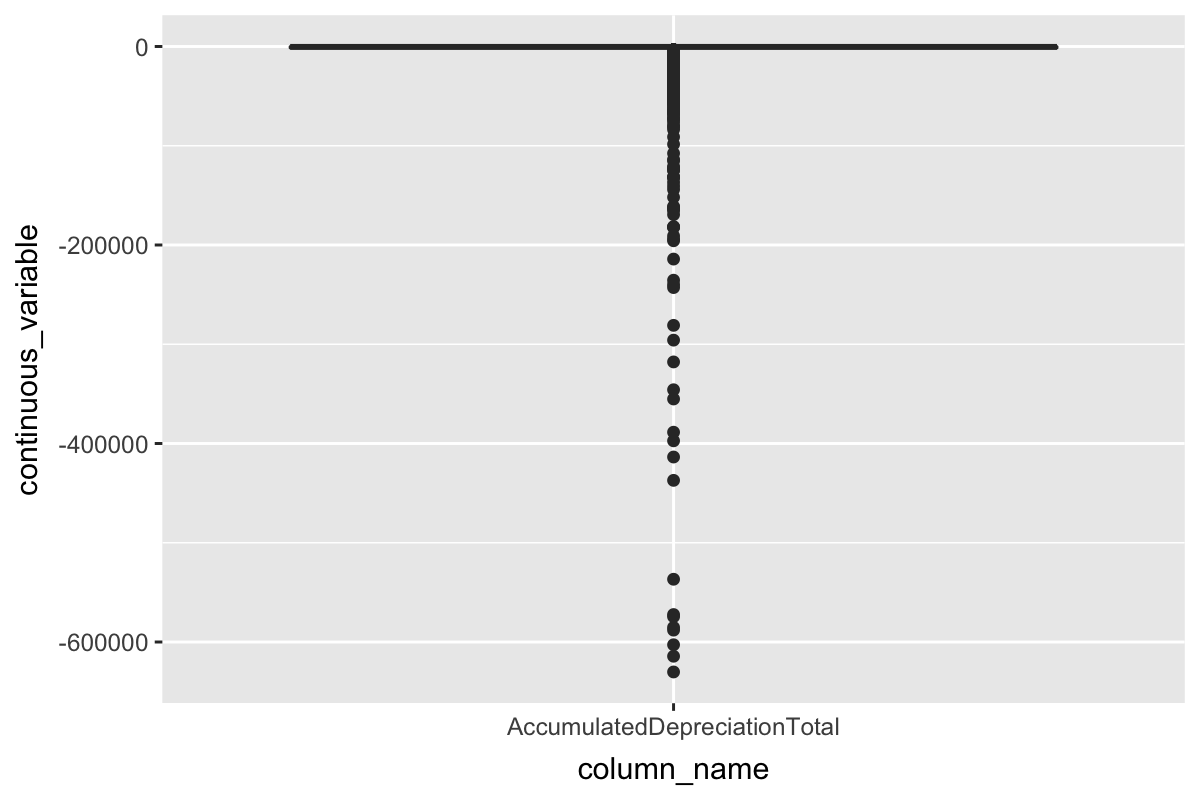 0
-200000
-400000
-600000
continuous_variable
AccumulatedDepreciationTotal
column_name